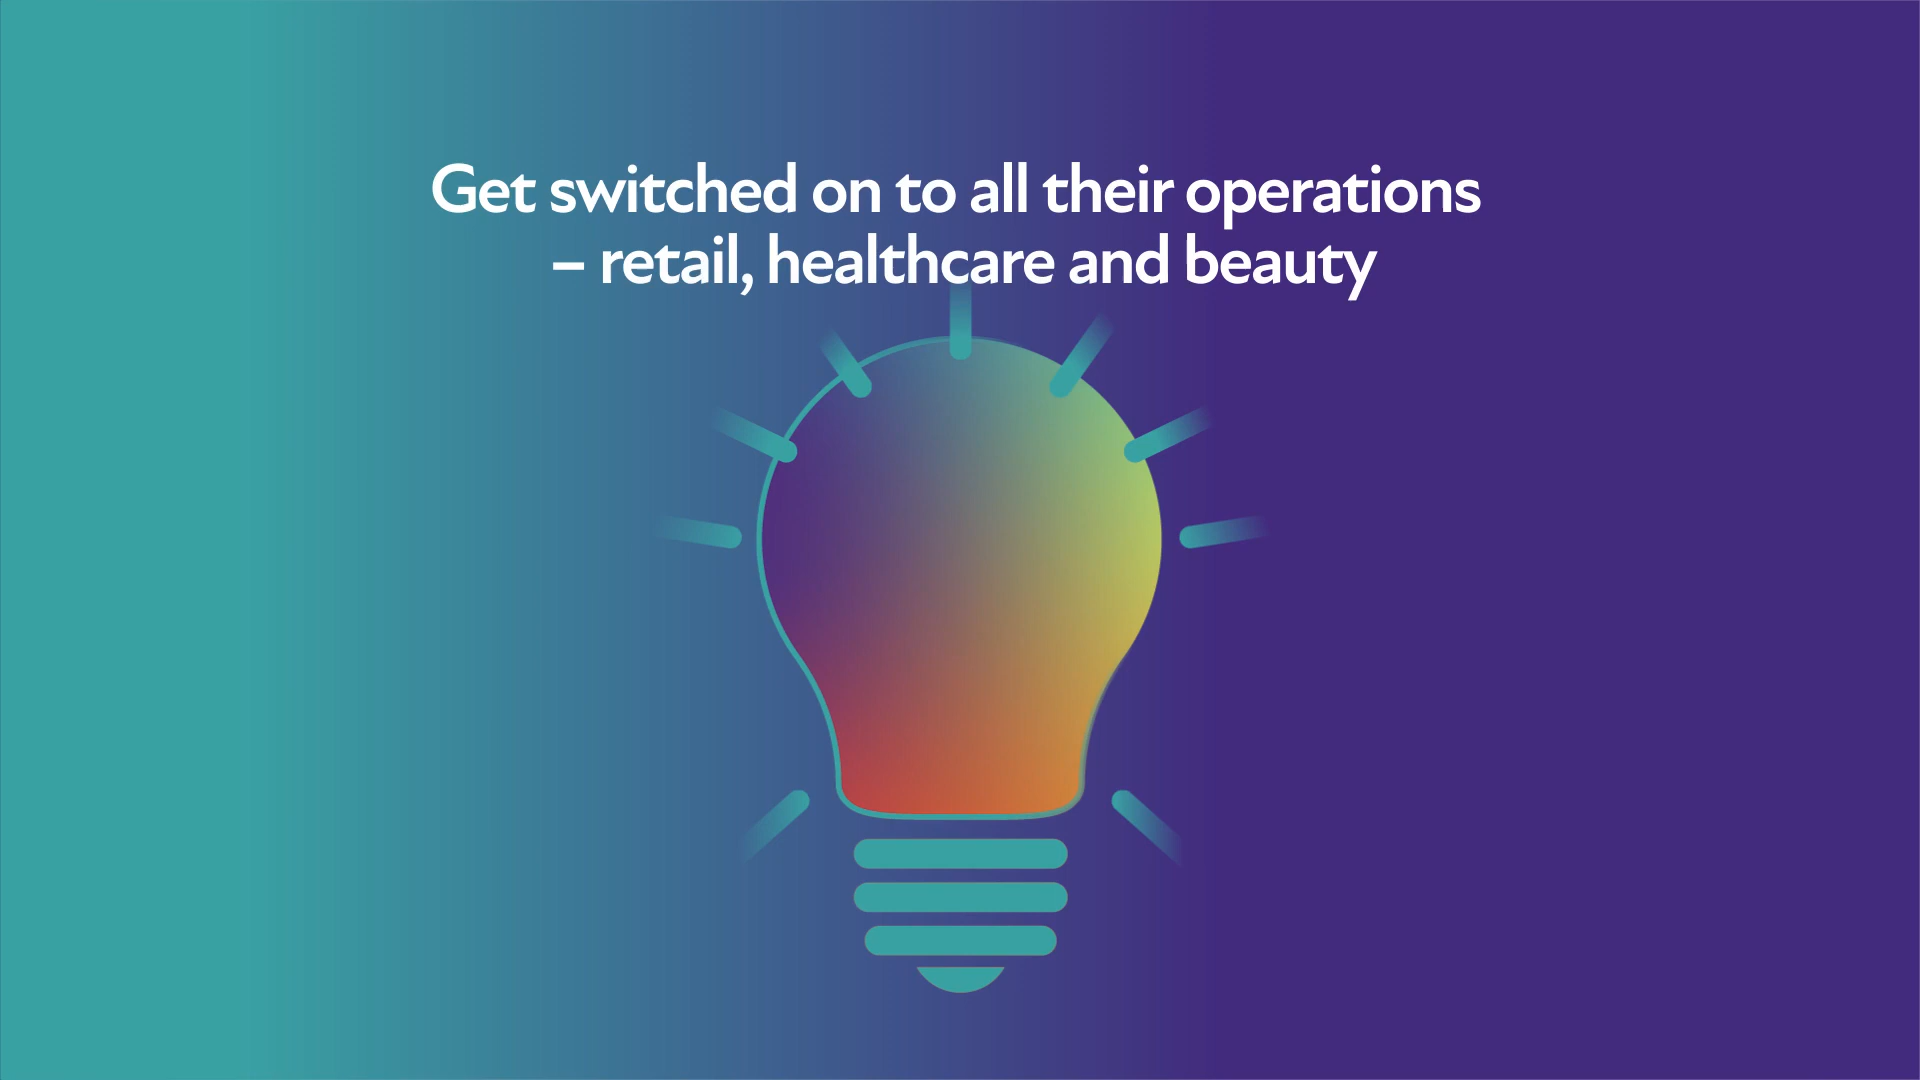 Get switched on to all their operations
– retail, healthcare and beauty